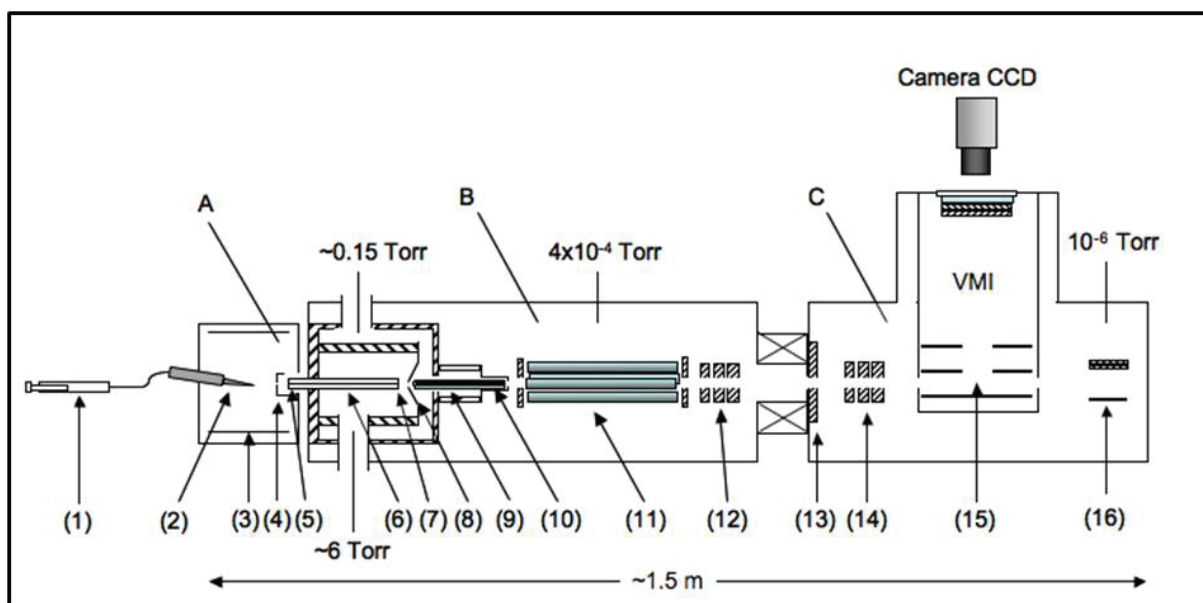 Camera CCD
A
B
C
~0.15 Torr
4x10⁻⁴ Torr
10⁻⁶ Torr
VMI
(1)
(2)
(3)
(4)
(5)
(6)
(7)
(8)
(9)
(10)
(11)
(12)
(13)
(14)
(15)
(16)
~6 Torr
~1.5 m